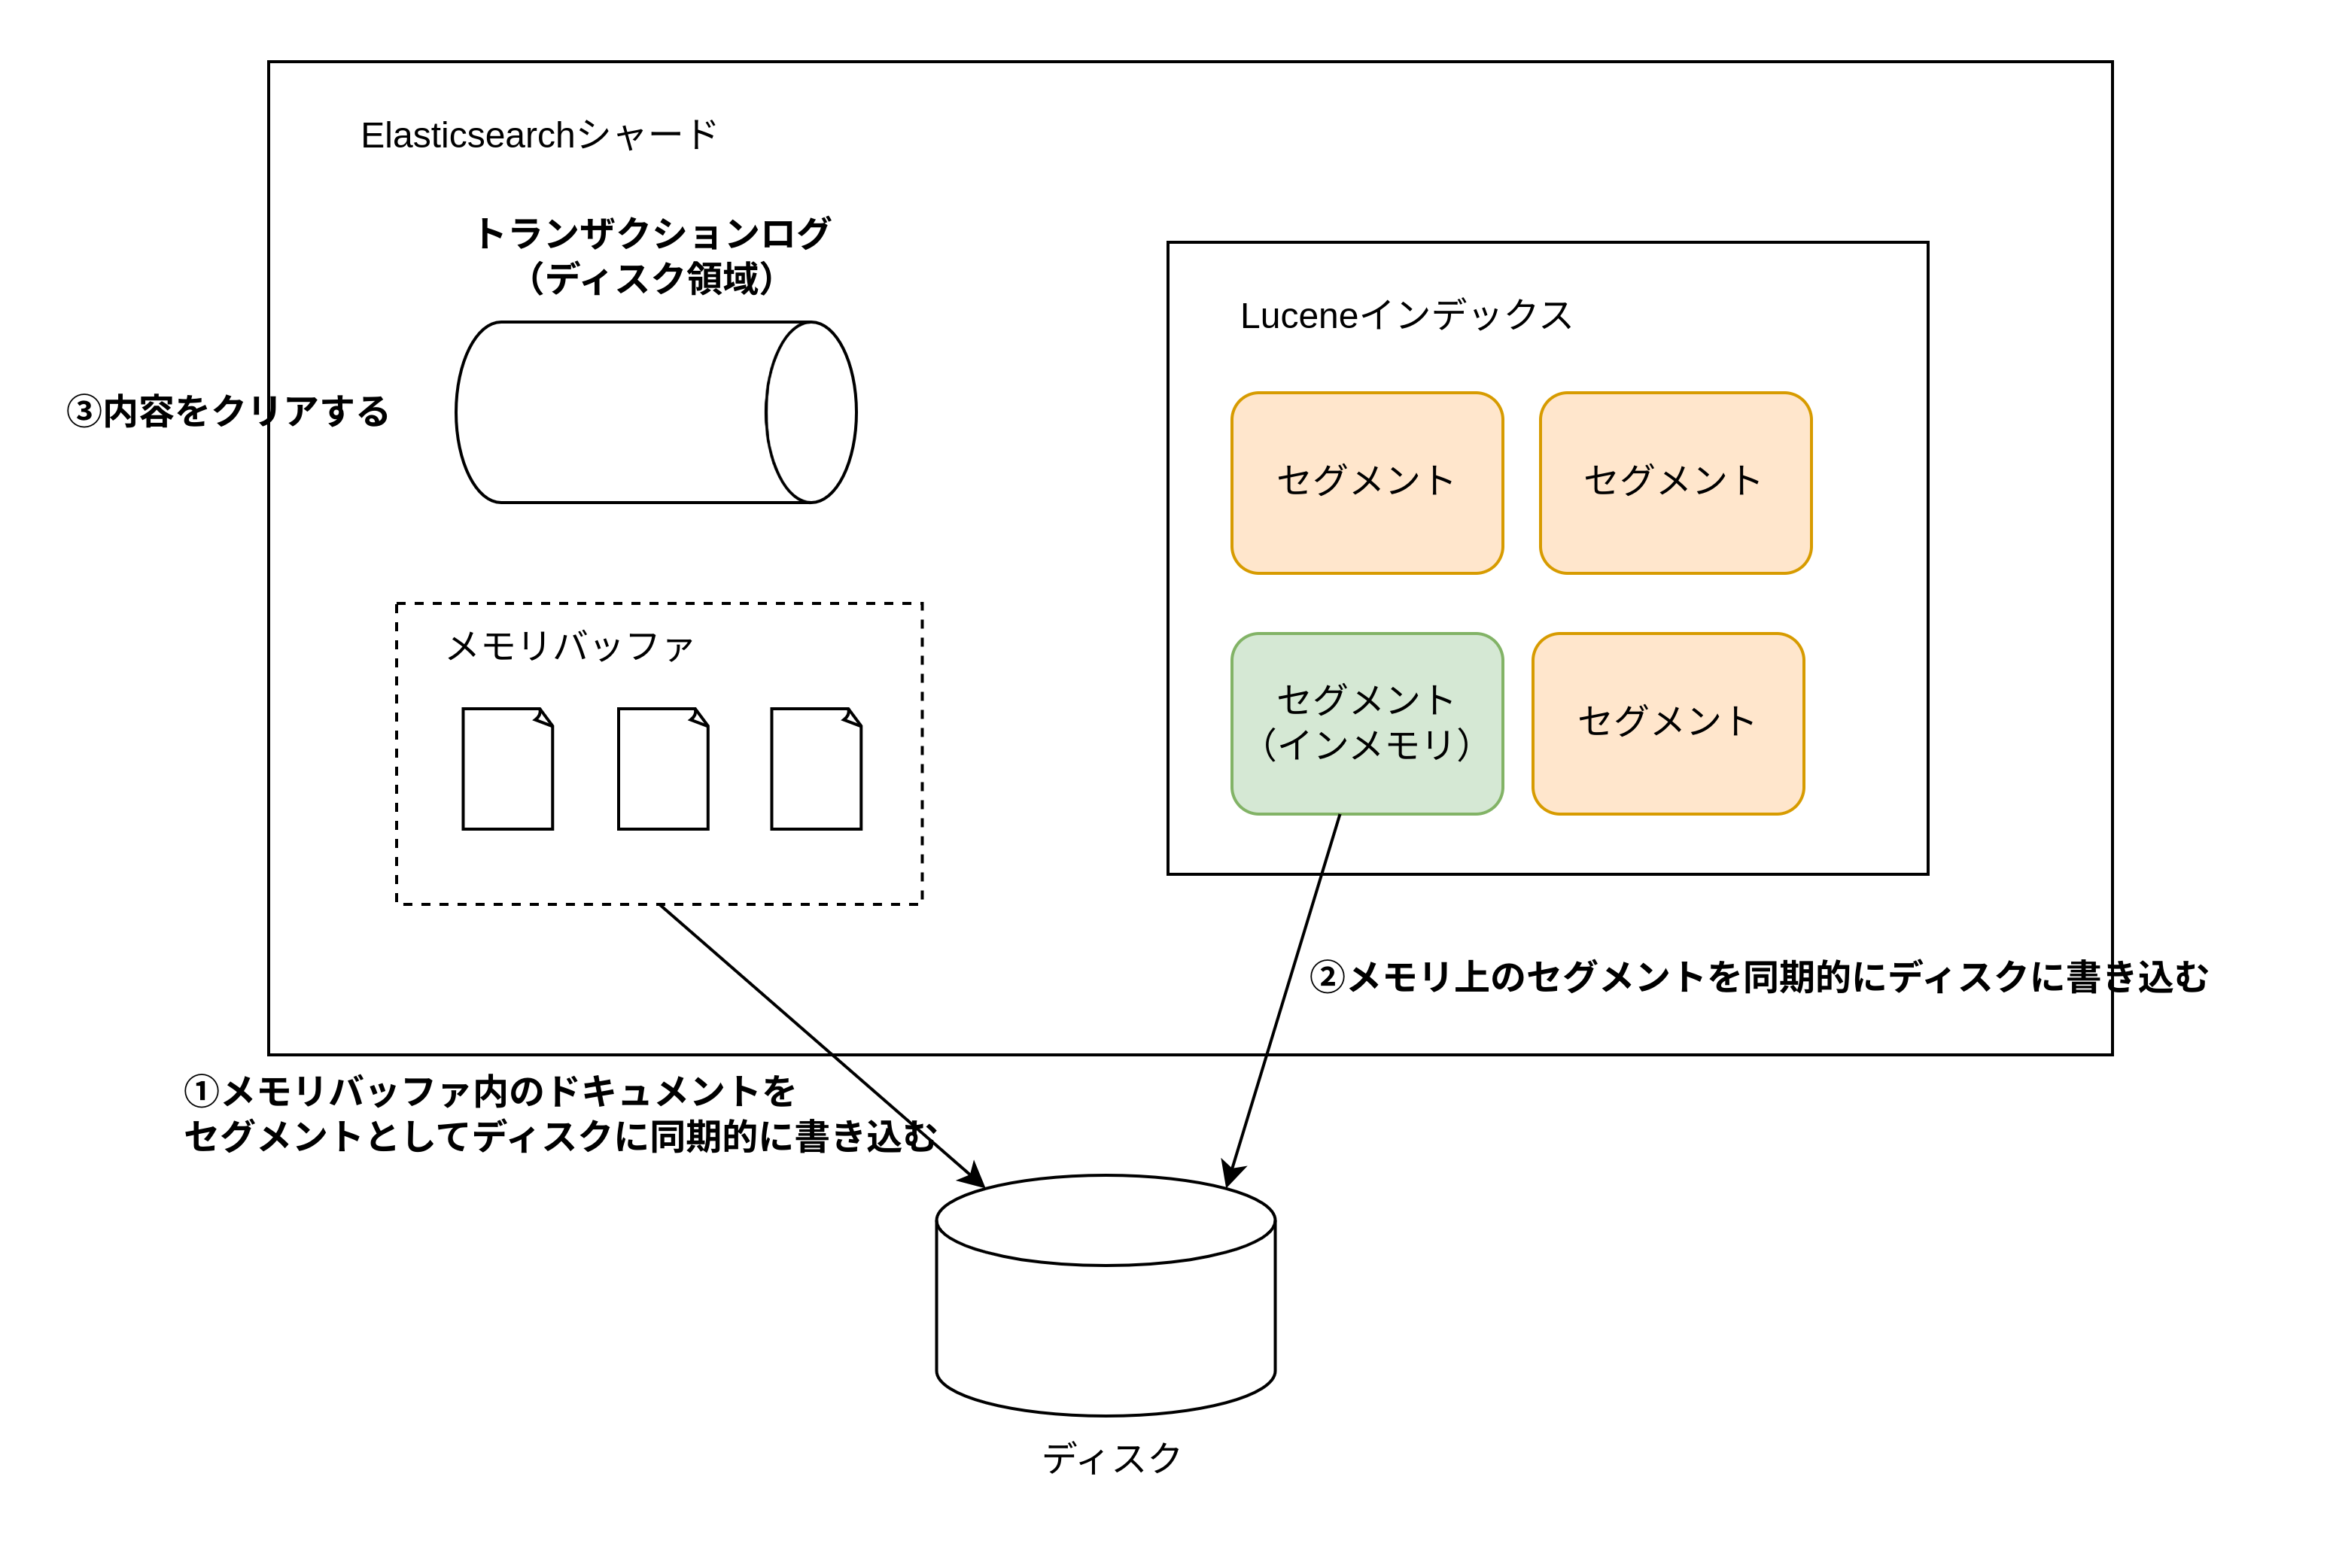 Elasticsearchシャード
トランザクションログ
（ディスク領域）
③内容をクリアする
メモリバッファ
Luceneインデックス
セグメント
セグメント
セグメント
（インメモリ）
セグメント
②メモリ上のセグメントを同期的にディスクに書き込む
①メモリバッファ内のドキュメントを
セグメントとしてディスクに同期的に書き込む
ディスク